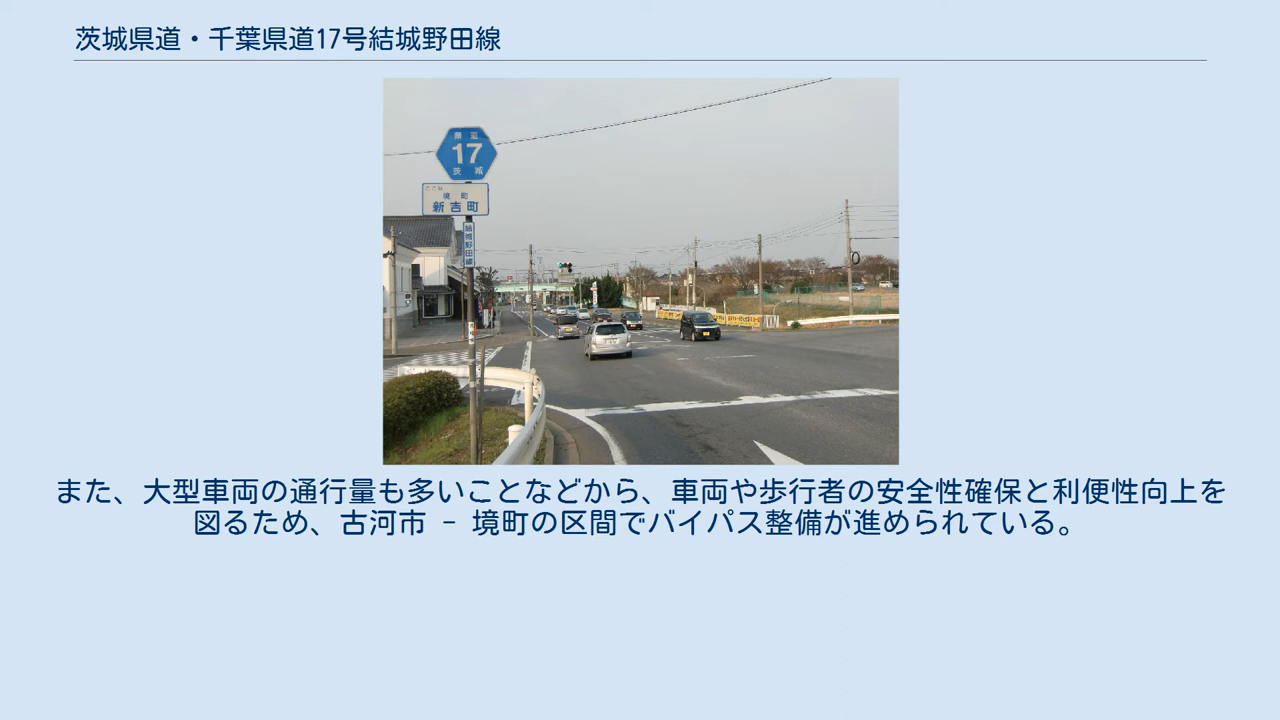 茨城県道・千葉県道17号結城野田線
県道
17
茨城
境町
新吉町
結城野田線
また、大型車両の通行量も多いことなどから、車両や歩行者の安全性確保と利便性向上を
図るため、古河市 － 境町の区間でバイパス整備が進められている。